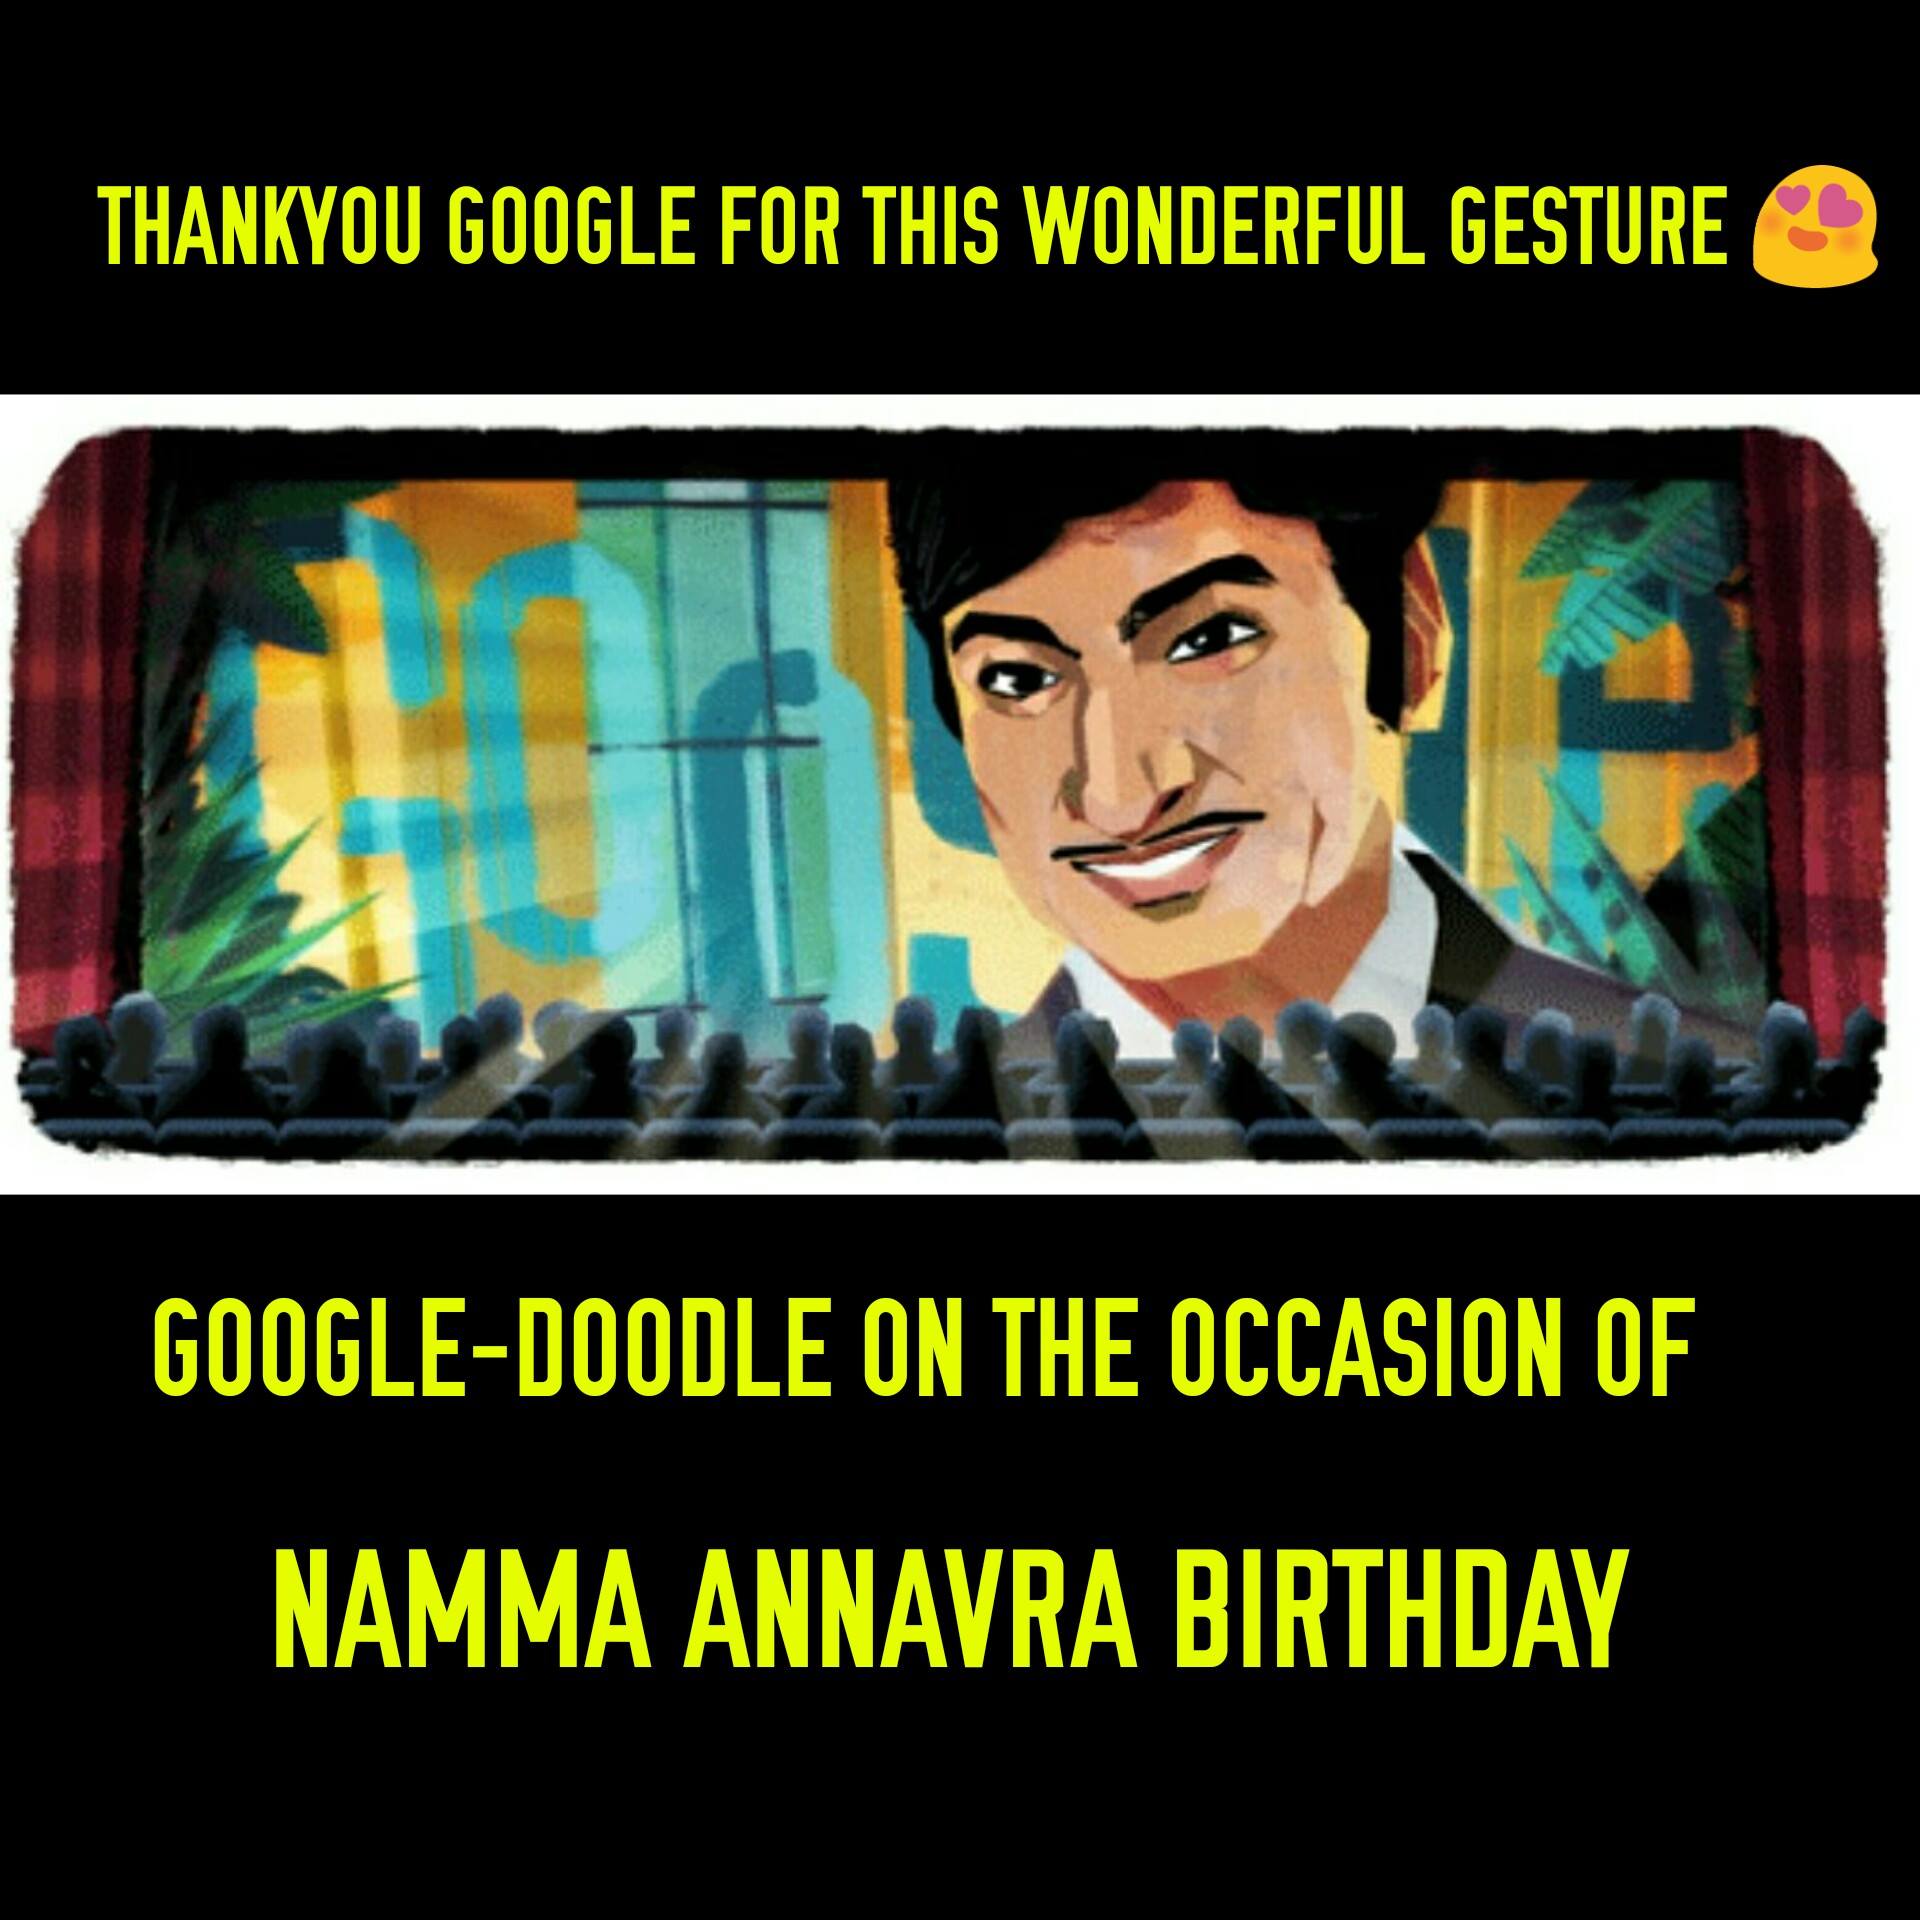 THANKYOU GOOGLE FOR THIS WONDERFUL GESTURE 😍
GOOGLE-DOODLE ON THE OCCASION OF
NAMMA ANNAVRA BIRTHDAY